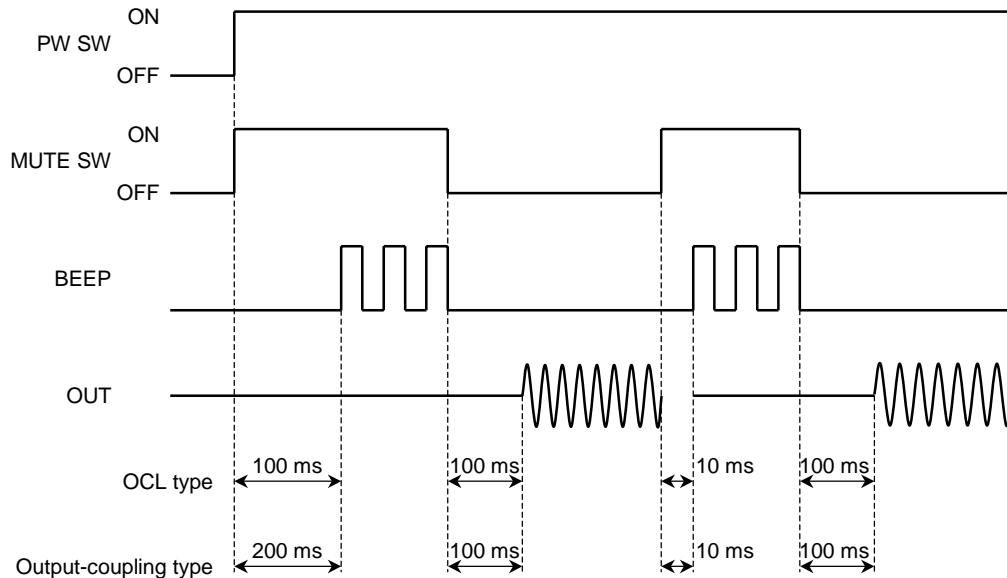 ON
PW SW
OFF
ON
MUTE SW
OFF
BEEP
OUT
OCL type 100 ms 100 ms 10 ms 100 ms
Output-coupling type 200 ms 100 ms 10 ms 100 ms